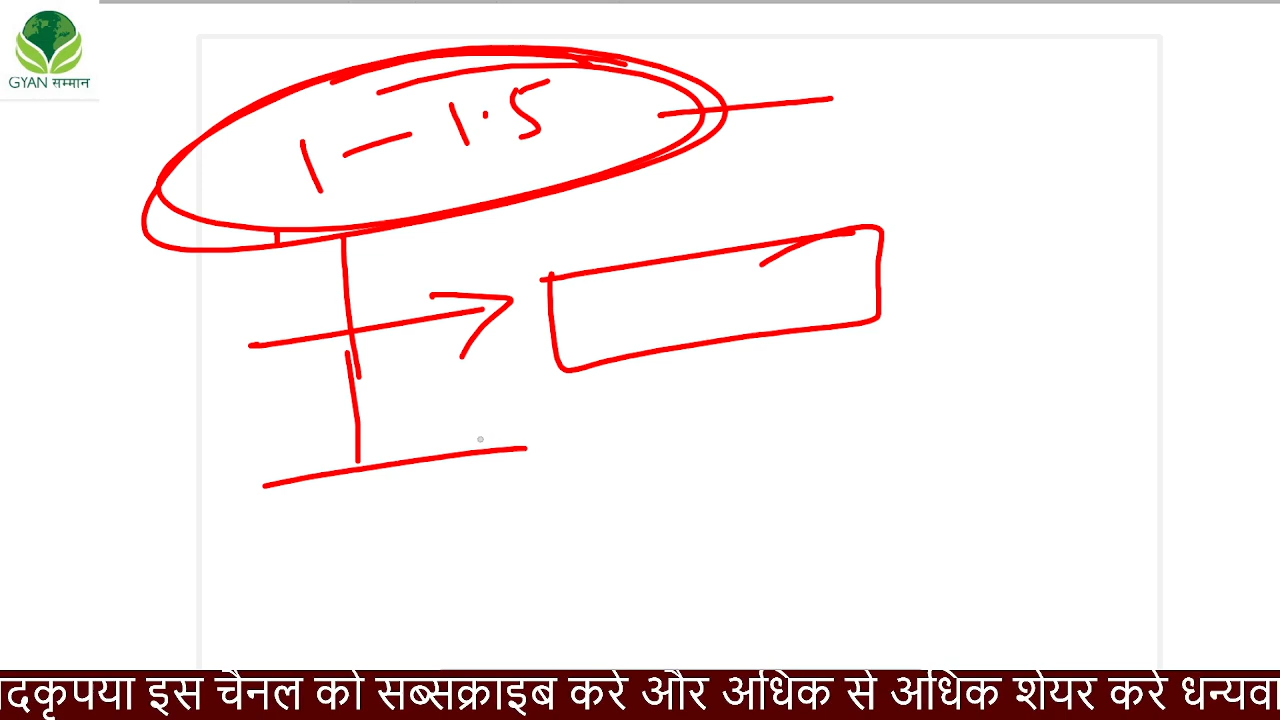 GYAN सम्मान
1 - 1.5
ादकृपया इस चैनल को सब्सक्राइब करे और अधिक से अधिक शेयर करे धन्यवा